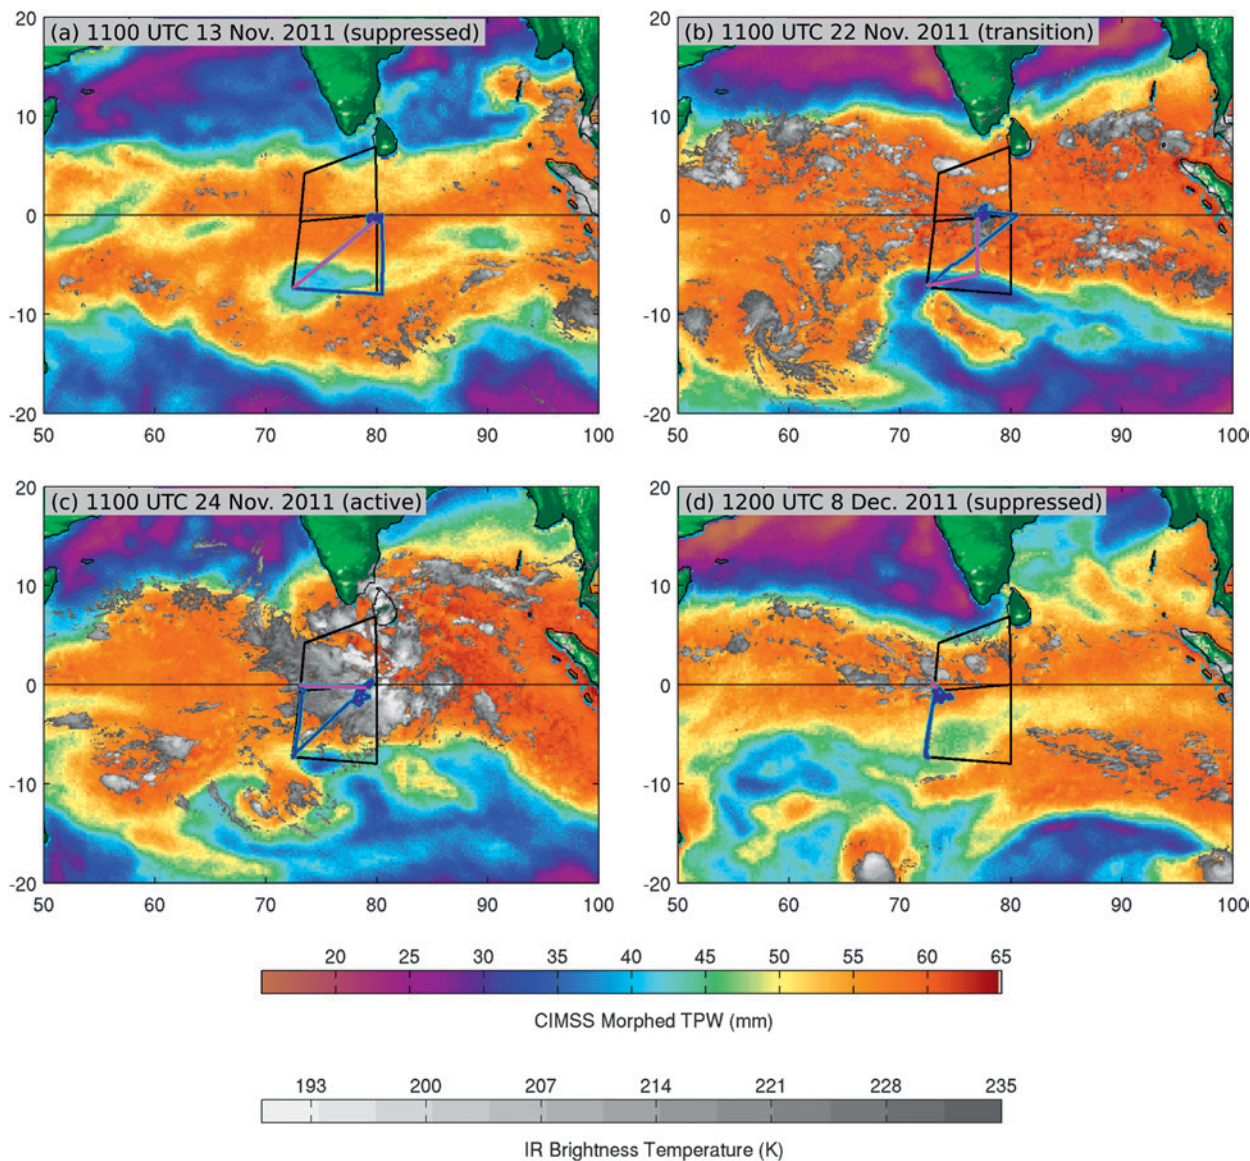 (a) 1100 UTC 13 Nov. 2011 (suppressed)
(b) 1100 UTC 22 Nov. 2011 (transition)
20
10
0
-10
-20
50 60 70 80 90 100
20
10
0
-10
-20
50 60 70 80 90 100
(c) 1100 UTC 24 Nov. 2011 (active)
(d) 1200 UTC 8 Dec. 2011 (suppressed)
20
10
0
-10
-20
50 60 70 80 90 100
20
10
0
-10
-20
50 60 70 80 90 100
20 25 30 35 40 45 50 55 60 65
CIMSS Morphed TPW (mm)
193 200 207 214 221 228 235
IR Brightness Temperature (K)